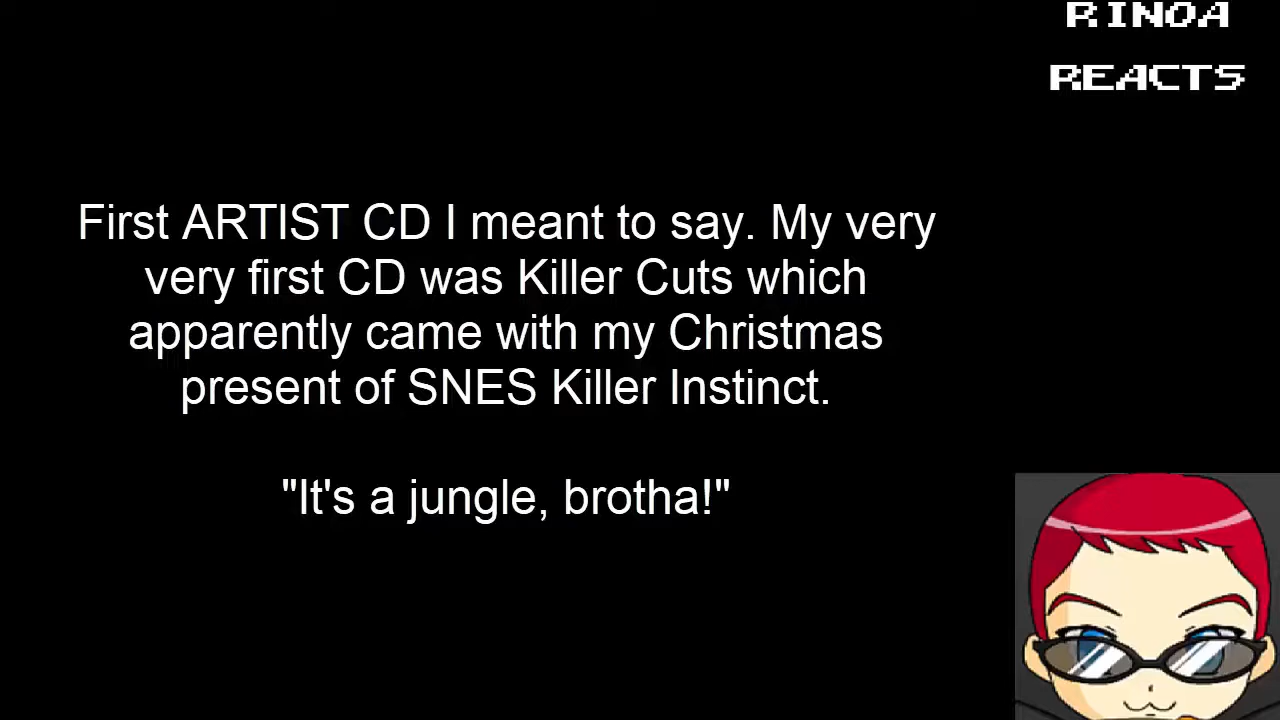 RINOA
REACTS
First ARTIST CD I meant to say. My very
very first CD was Killer Cuts which
apparently came with my Christmas
present of SNES Killer Instinct.
"It's a jungle, brotha!"